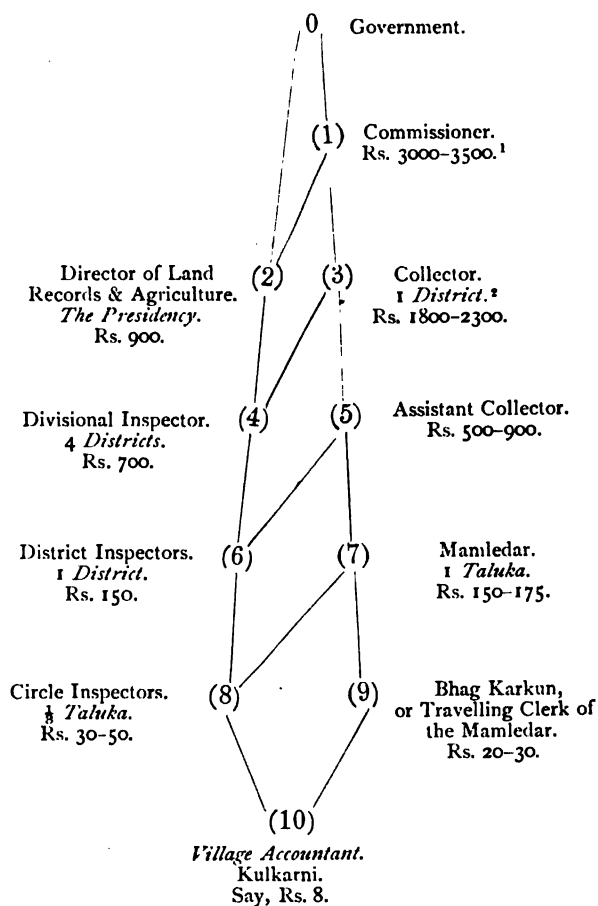 0 Government.
(1) Commissioner.
Rs. 3000–3500.¹
Director of Land
Records & Agriculture.
The Presidency.
Rs. 900.
(2)
(3) Collector.
1 District.²
Rs. 1800–2300.
Divisional Inspector.
4 Districts.
Rs. 700.
(4)
(5) Assistant Collector.
Rs. 500–900.
District Inspectors.
1 District.
Rs. 150.
(6)
(7) Mamledar.
1 Taluka.
Rs. 150–175.
Circle Inspectors.
⅓ Taluka.
Rs. 30–50.
(8)
(9) Bhag Karkun,
or Travelling Clerk of
the Mamledar.
Rs. 20–30.
(10)
Village Accountant.
Kulkarni.
Say, Rs. 8.